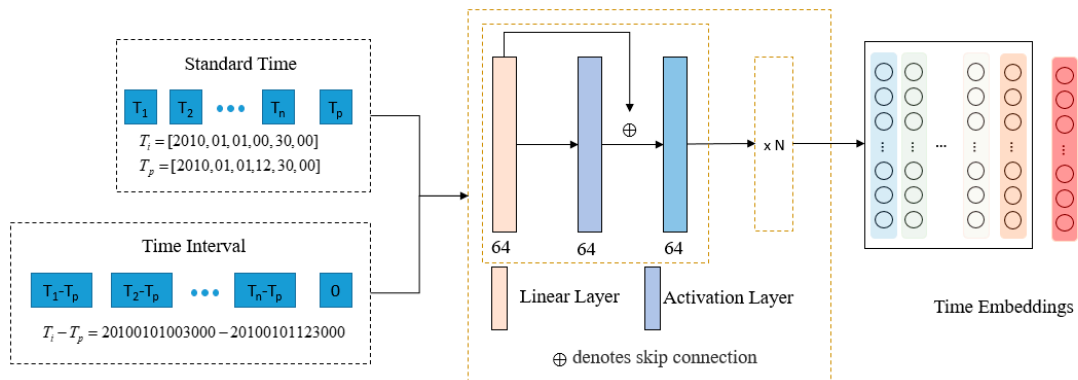 Standard Time
T1 T2 ••• Tn Tp
Ti = [2010, 01, 01, 00, 30, 00]
Tp = [2010, 01, 01, 12, 30, 00]
Time Interval
T1-Tp T2-Tp ••• Tn-Tp 0
Ti − Tp = 20100101003000 − 20100101123000
⊕
x N
64 64 64
Linear Layer
Activation Layer
⊕ denotes skip connection
... ... ... ... ... ...
Time Embeddings